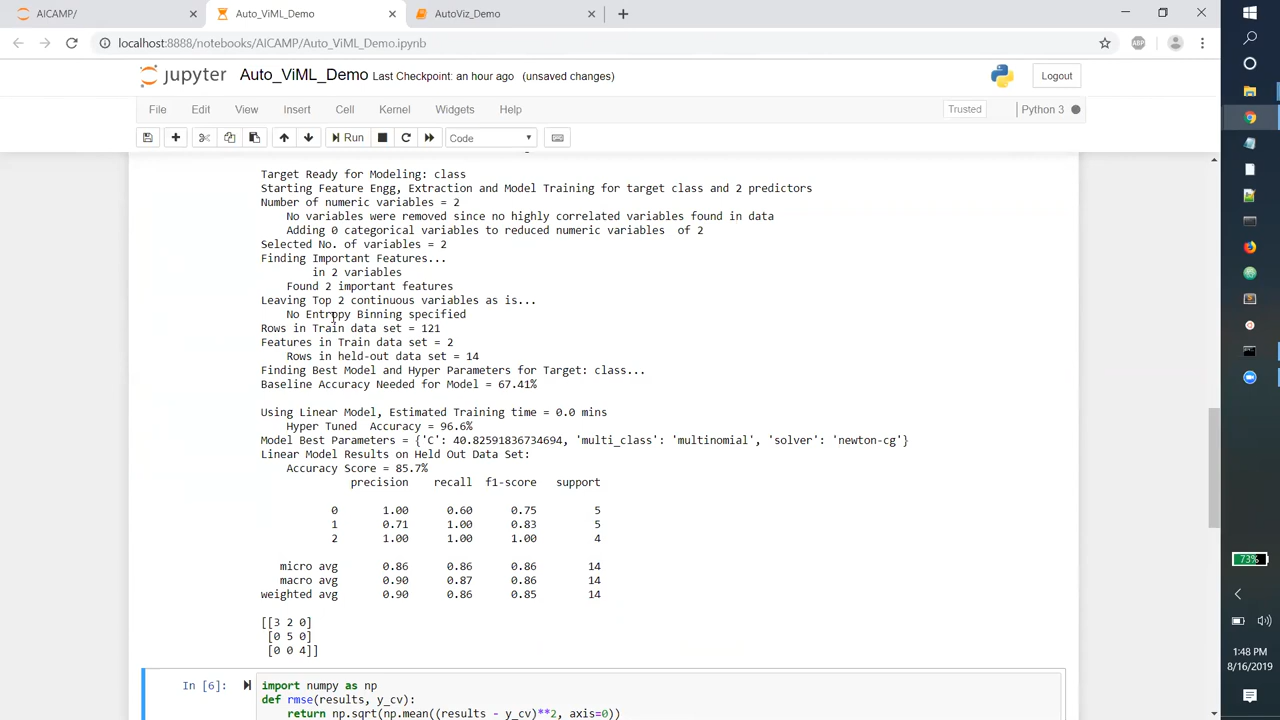 AICAMP/
Auto_ViML_Demo
AutoViz_Demo
localhost:8888/notebooks/AICAMP/Auto_ViML_Demo.ipynb
ABP
jupyter Auto_ViML_Demo Last Checkpoint: an hour ago (unsaved changes)
Logout
File Edit View Insert Cell Kernel Widgets Help
Trusted
Python 3
Run
Code
Target Ready for Modeling: class
Starting Feature Engg, Extraction and Model Training for target class and 2 predictors
Number of numeric variables = 2
No variables were removed since no highly correlated variables found in data
Adding 0 categorical variables to reduced numeric variables  of 2
Selected No. of variables = 2
Finding Important Features...
in 2 variables
Found 2 important features
Leaving Top 2 continuous variables as is...
No Entropy Binning specified
Rows in Train data set = 121
Features in Train data set = 2
Rows in held-out data set = 14
Finding Best Model and Hyper Parameters for Target: class...
Baseline Accuracy Needed for Model = 67.41%
Using Linear Model, Estimated Training time = 0.0 mins
Hyper Tuned  Accuracy = 96.6%
Model Best Parameters = {'C': 40.82591836734694, 'multi_class': 'multinomial', 'solver': 'newton-cg'}
Linear Model Results on Held Out Data Set:
Accuracy Score = 85.7%
precision recall f1-score support
0 1.00 0.60 0.75 5
1 0.71 1.00 0.83 5
2 1.00 1.00 1.00 4
micro avg 0.86 0.86 0.86 14
macro avg 0.90 0.87 0.86 14
weighted avg 0.90 0.86 0.85 14
[[3 2 0]
[0 5 0]
[0 0 4]]
In [6]:
import numpy as np
def rmse(results, y_cv):
return np.sqrt(np.mean((results - y_cv)**2, axis=0))
73%
1:48 PM
8/16/2019